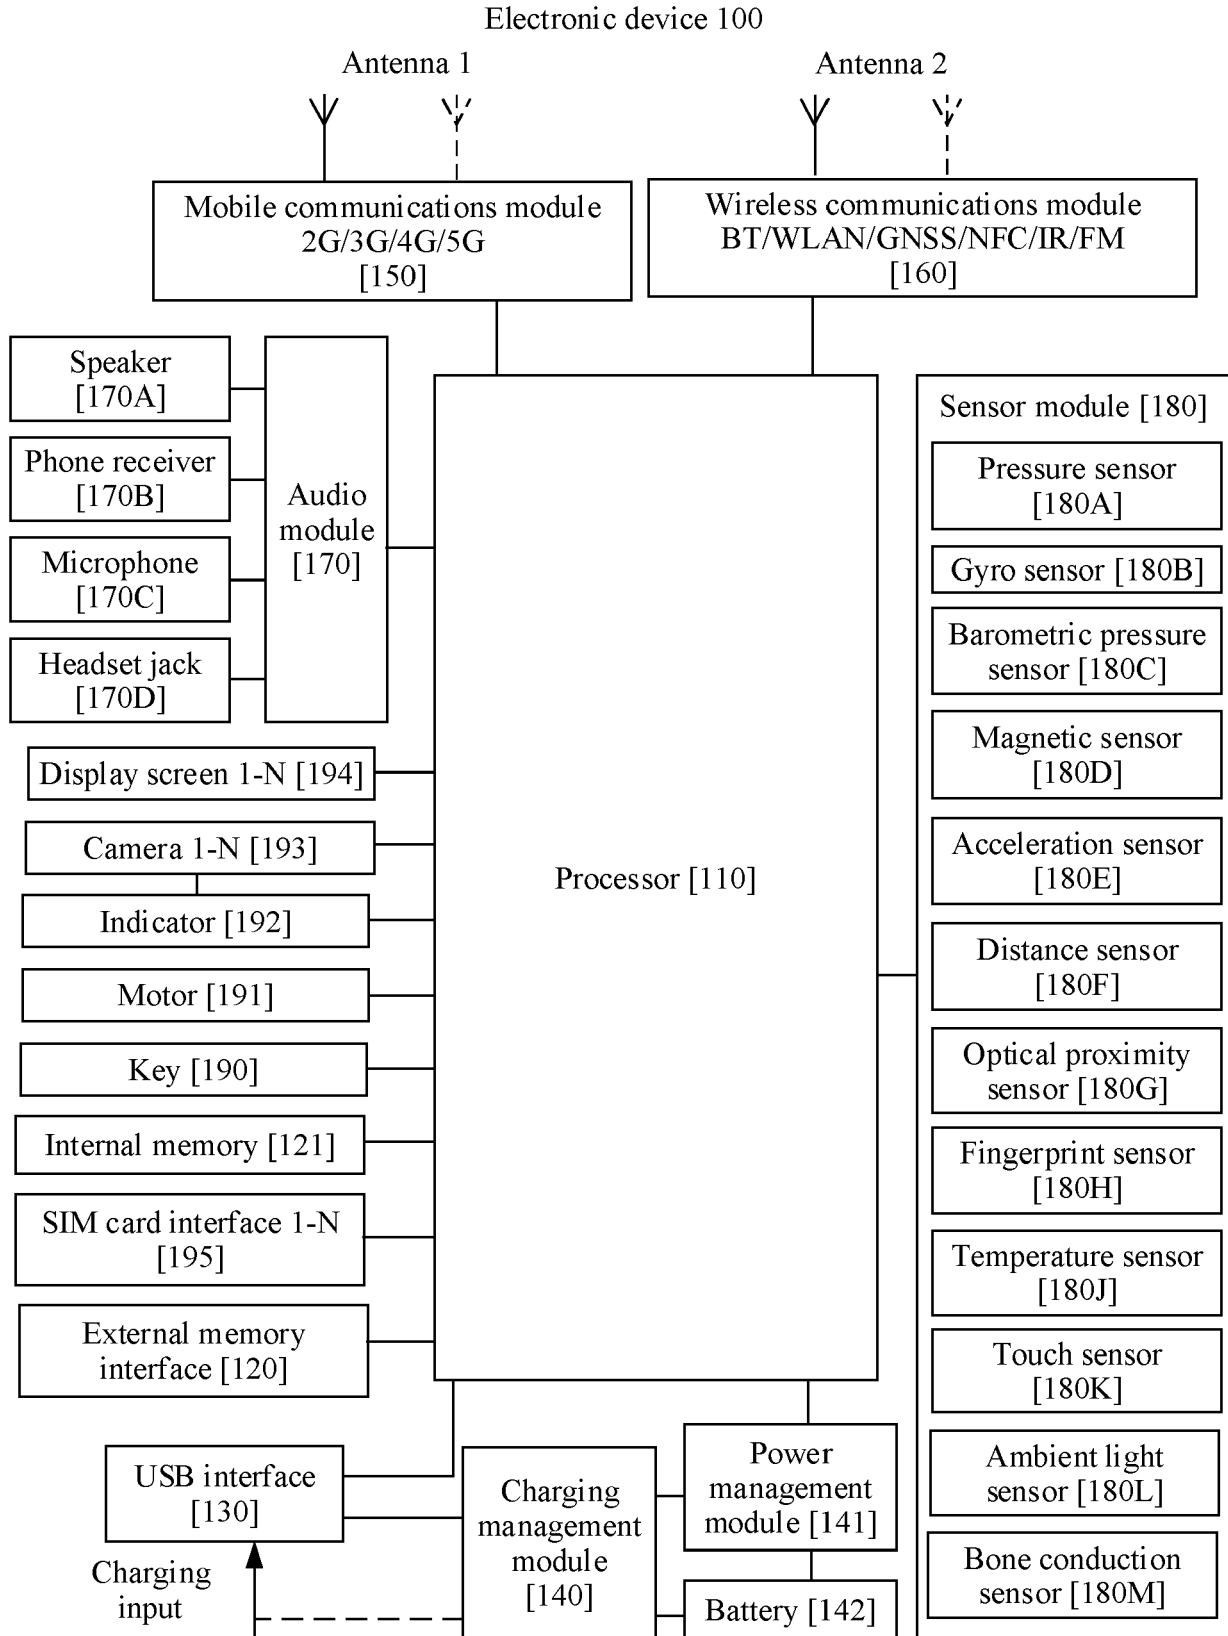 Electronic device 100
Antenna 1
Antenna 2
Mobile communications module
2G/3G/4G/5G
[150]
Wireless communications module
BT/WLAN/GNSS/NFC/IR/FM
[160]
Speaker
[170A]
Phone receiver
[170B]
Microphone
[170C]
Headset jack
[170D]
Audio
module
[170]
Display screen 1-N [194]
Camera 1-N [193]
Indicator [192]
Motor [191]
Key [190]
Internal memory [121]
SIM card interface 1-N
[195]
External memory
interface [120]
Processor [110]
Sensor module [180]
Pressure sensor
[180A]
Gyro sensor [180B]
Barometric pressure
sensor [180C]
Magnetic sensor
[180D]
Acceleration sensor
[180E]
Distance sensor
[180F]
Optical proximity
sensor [180G]
Fingerprint sensor
[180H]
Temperature sensor
[180J]
Touch sensor
[180K]
Ambient light
sensor [180L]
Bone conduction
sensor [180M]
USB interface
[130]
Charging
input
Charging
management
module
[140]
Power
management
module [141]
Battery [142]